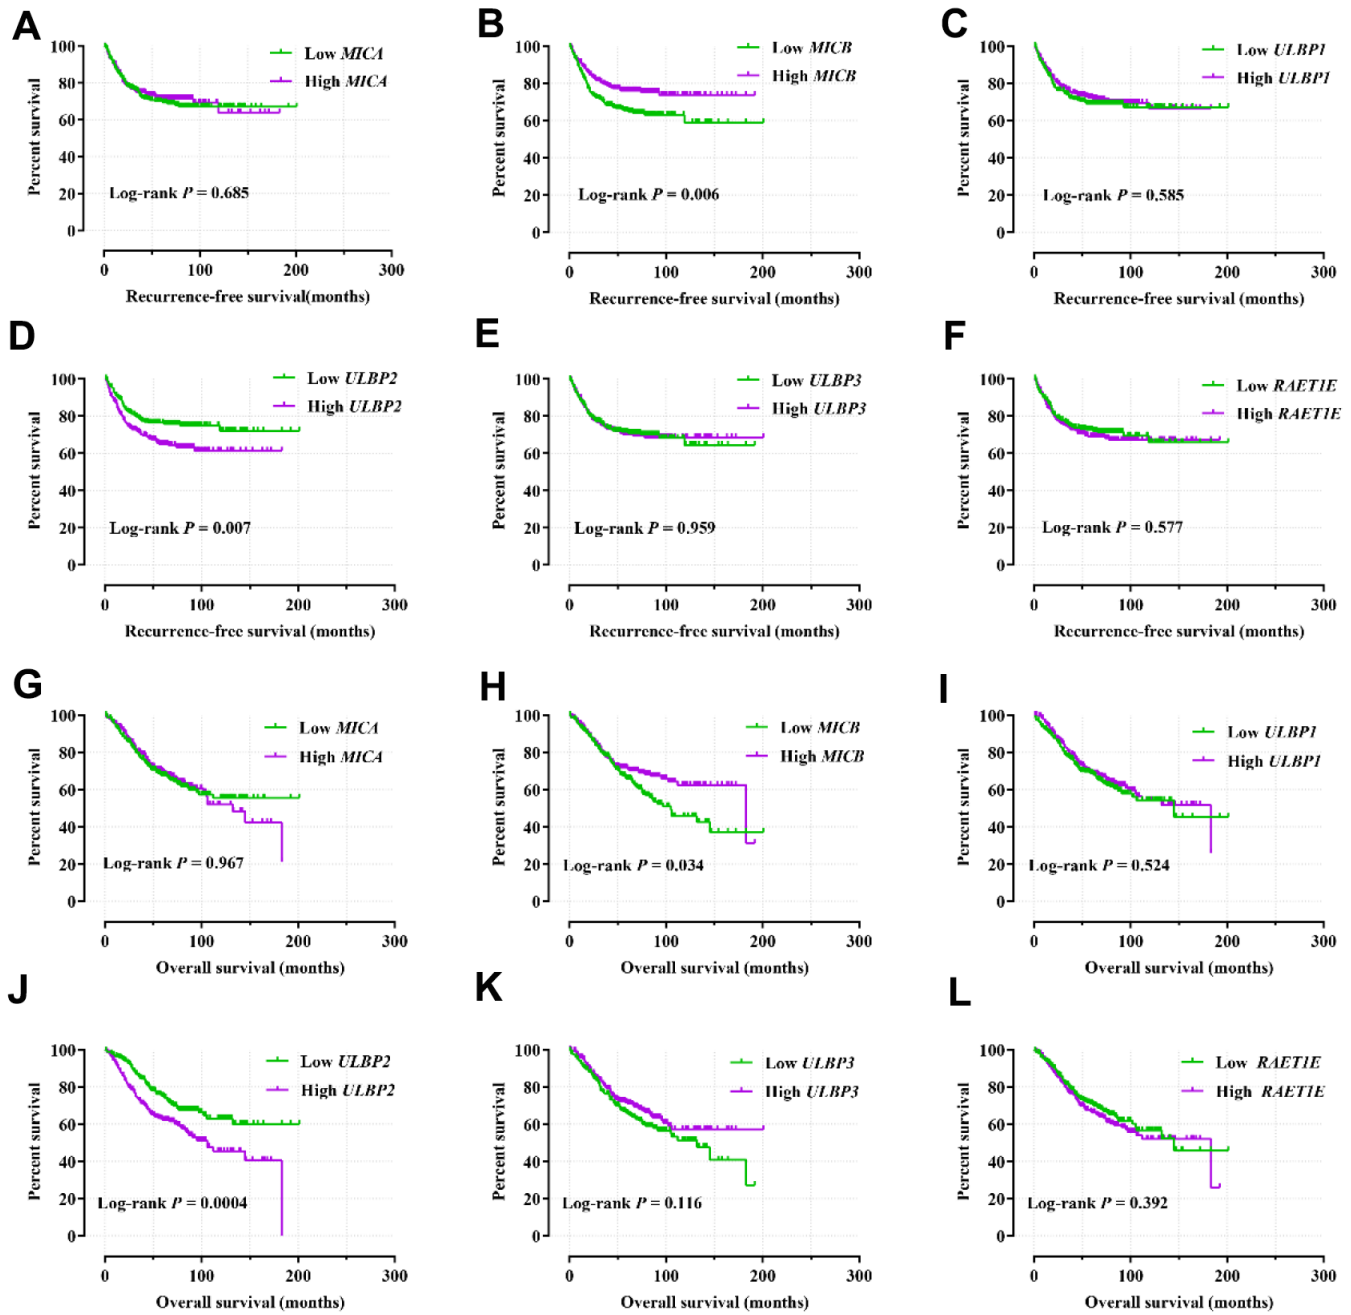 A
Low MICA
High MICA
Percent survival
100
80
60
40
20
0
Log-rank P = 0.685
0 100 200 300
Recurrence-free survival(months)
B
Low MICB
High MICB
Percent survival
100
80
60
40
20
0
Log-rank P = 0.006
0 100 200 300
Recurrence-free survival (months)
C
Low ULBP1
High ULBP1
Percent survival
100
80
60
40
20
0
Log-rank P = 0.585
0 100 200 300
Recurrence-free survival (months)
D
Low ULBP2
High ULBP2
Percent survival
100
80
60
40
20
0
Log-rank P = 0.007
0 100 200 300
Recurrence-free survival (months)
E
Low ULBP3
High ULBP3
Percent survival
100
80
60
40
20
0
Log-rank P = 0.959
0 100 200 300
Recurrence-free survival (months)
F
Low RAET1E
High RAET1E
Percent survival
100
80
60
40
20
0
Log-rank P = 0.577
0 100 200 300
Recurrence-free survival (months)
G
Low MICA
High MICA
Percent survival
100
80
60
40
20
0
Log-rank P = 0.967
0 100 200 300
Overall survival (months)
H
Low MICB
High MICB
Percent survival
100
80
60
40
20
0
Log-rank P = 0.034
0 100 200 300
Overall survival (months)
I
Low ULBP1
High ULBP1
Percent survival
100
80
60
40
20
0
Log-rank P = 0.524
0 100 200 300
Overall survival (months)
J
Low ULBP2
High ULBP2
Percent survival
100
80
60
40
20
0
Log-rank P = 0.0004
0 100 200 300
Overall survival (months)
K
Low ULBP3
High ULBP3
Percent survival
100
80
60
40
20
0
Log-rank P = 0.116
0 100 200 300
Overall survival (months)
L
Low RAET1E
High RAET1E
Percent survival
100
80
60
40
20
0
Log-rank P = 0.392
0 100 200 300
Overall survival (months)